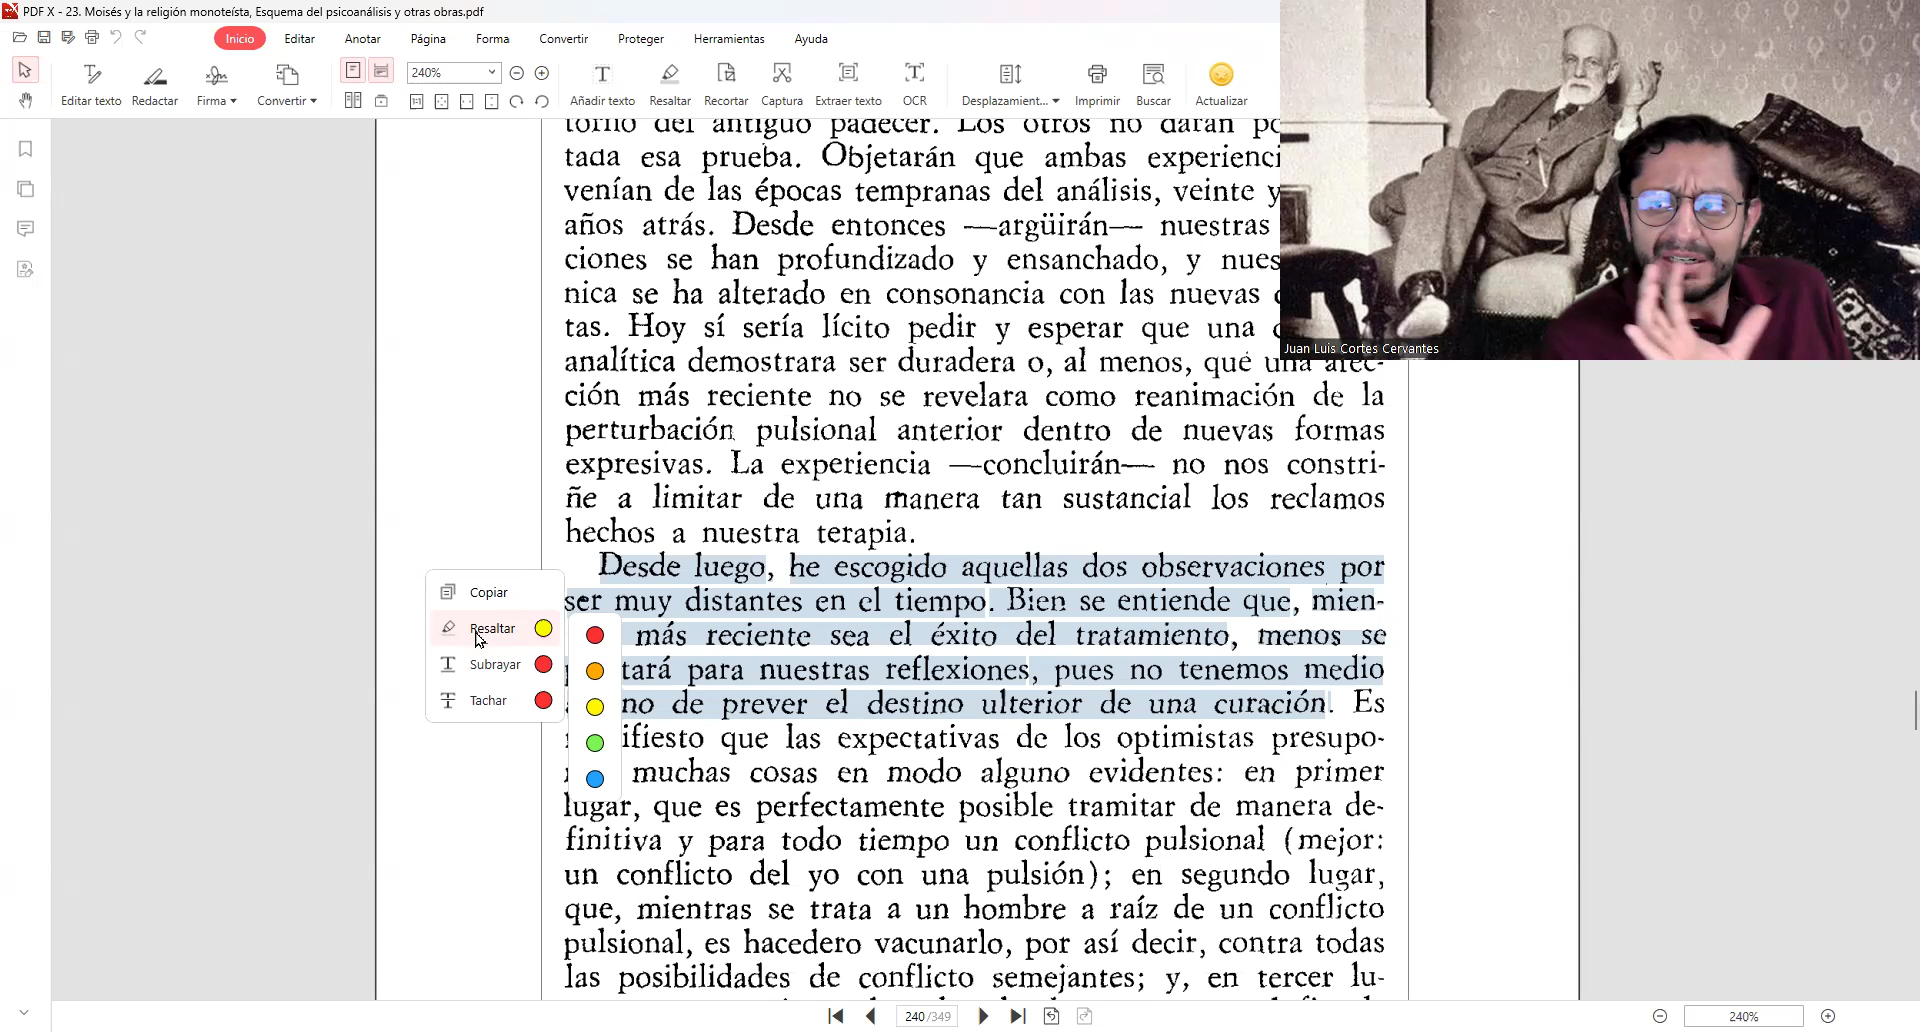 PDF X - 23. Moisés y la religión monoteísta, Esquema del psicoanálisis y otras obras.pdf
Inicio Editar Anotar Página Forma Convertir Proteger Herramientas Ayuda
240%
Editar texto Redactar Firma Convertir Añadir texto Resaltar Recortar Captura Extraer texto OCR Desplazamient... Imprimir Buscar Actualizar
torno del antiguo padecer. Los otros no darán po
tada esa prueba. Objetarán que ambas experienci
venían de las épocas tempranas del análisis, veinte y
años atrás. Desde entonces —argüirán— nuestras
ciones se han profundizado y ensanchado, y nues
nica se ha alterado en consonancia con las nuevas
tas. Hoy sí sería lícito pedir y esperar que una
Juan Luis Cortes Cervantes
analítica demostrara ser duradera o, al menos, que una afec-
ción más reciente no se revelara como reanimación de la
perturbación pulsional anterior dentro de nuevas formas
expresivas. La experiencia —concluirán— no nos constri-
ñe a limitar de una manera tan sustancial los reclamos
hechos a nuestra terapia.
Desde luego, he escogido aquellas dos observaciones por
ser muy distantes en el tiempo. Bien se entiende que, mien-
más reciente sea el éxito del tratamiento, menos se
tará para nuestras reflexiones, pues no tenemos medio
no de prever el destino ulterior de una curación. Es
ifiesto que las expectativas de los optimistas presupo-
muchas cosas en modo alguno evidentes: en primer
lugar, que es perfectamente posible tramitar de manera de-
finitiva y para todo tiempo un conflicto pulsional (mejor:
un conflicto del yo con una pulsión); en segundo lugar,
que, mientras se trata a un hombre a raíz de un conflicto
pulsional, es hacedero vacunarlo, por así decir, contra todas
las posibilidades de conflicto semejantes; y, en tercer lu-
Copiar
Resaltar
Subrayar
Tachar
240/349
240%